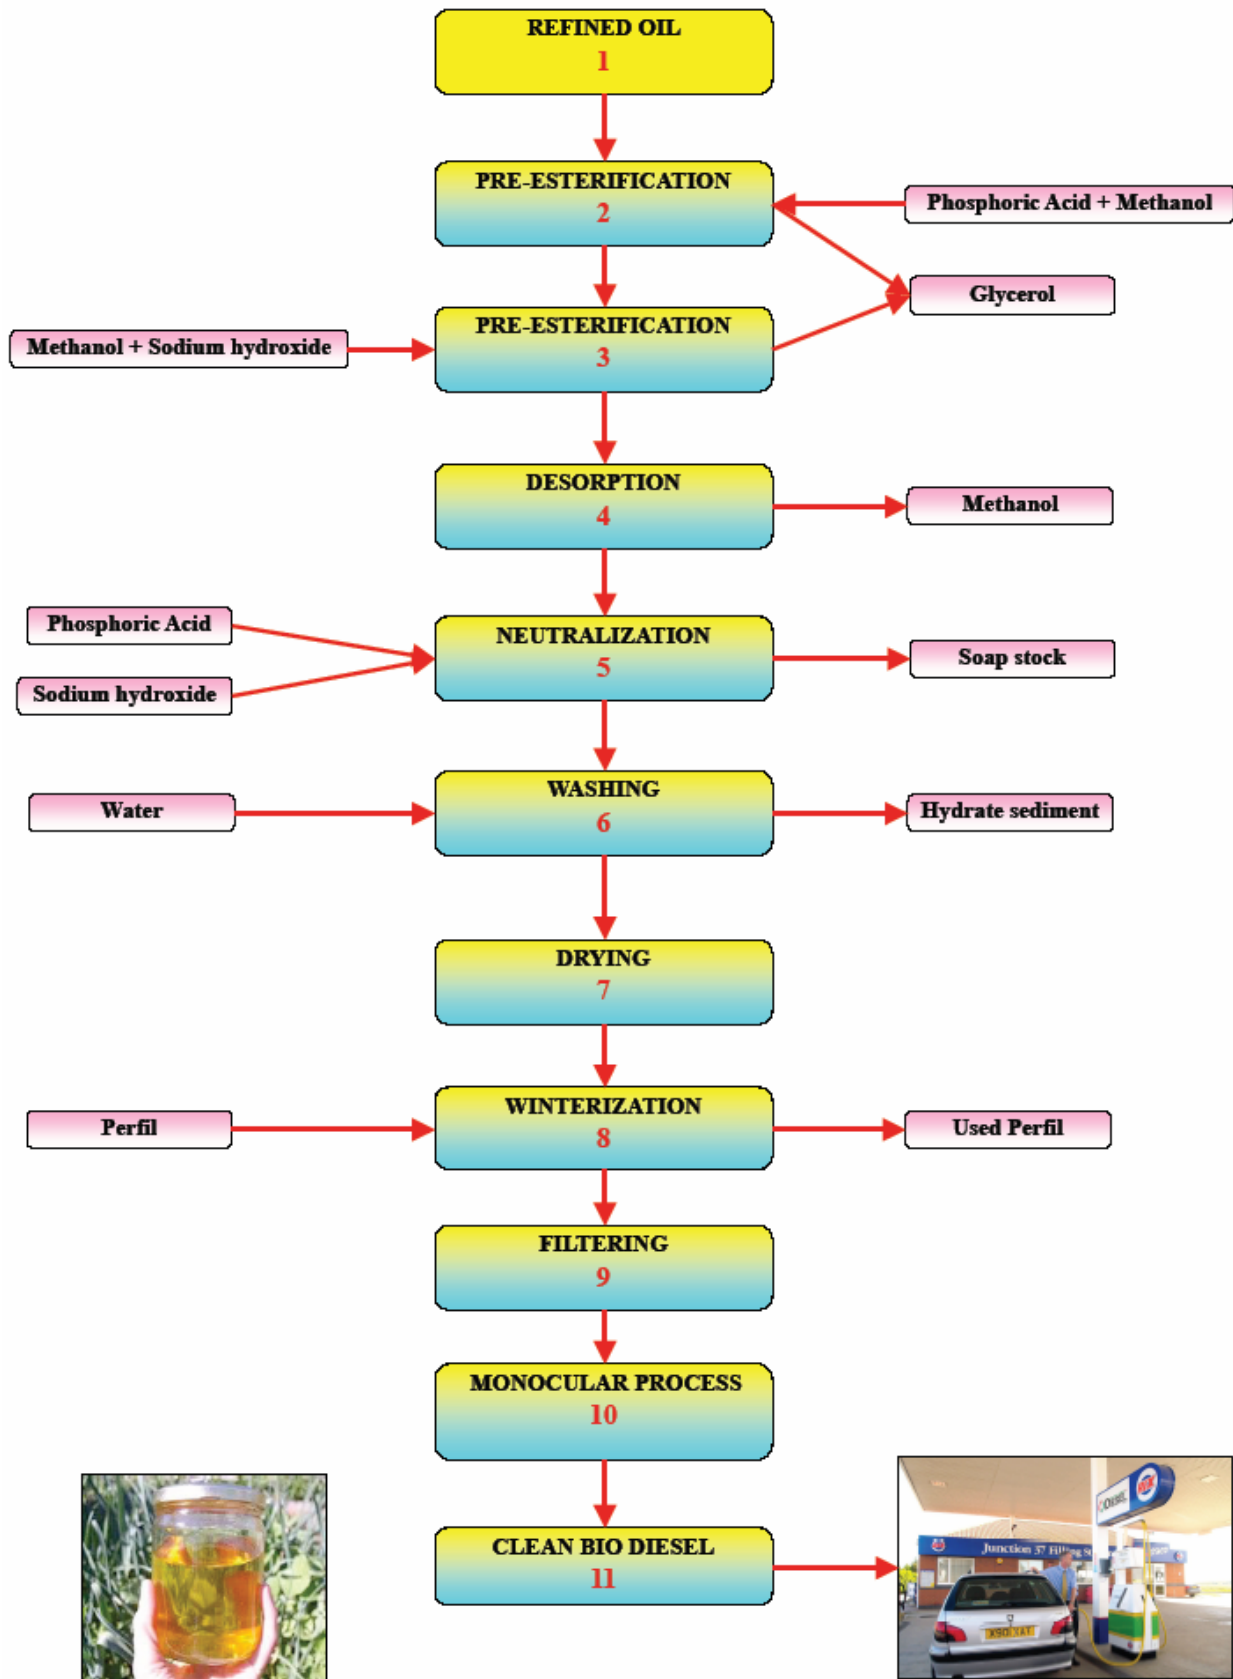 REFINED OIL
1
PRE-ESTERIFICATION
2
Phosphoric Acid + Methanol
Glycerol
PRE-ESTERIFICATION
3
Methanol + Sodium hydroxide
DESORPTION
4
Methanol
Phosphoric Acid
NEUTRALIZATION
5
Soap stock
Sodium hydroxide
WASHING
6
Water
Hydrate sediment
DRYING
7
WINTERIZATION
8
Perfil
Used Perfil
FILTERING
9
MONOCULAR PROCESS
10
CLEAN BIO DIESEL
11
Junction 37 Filling